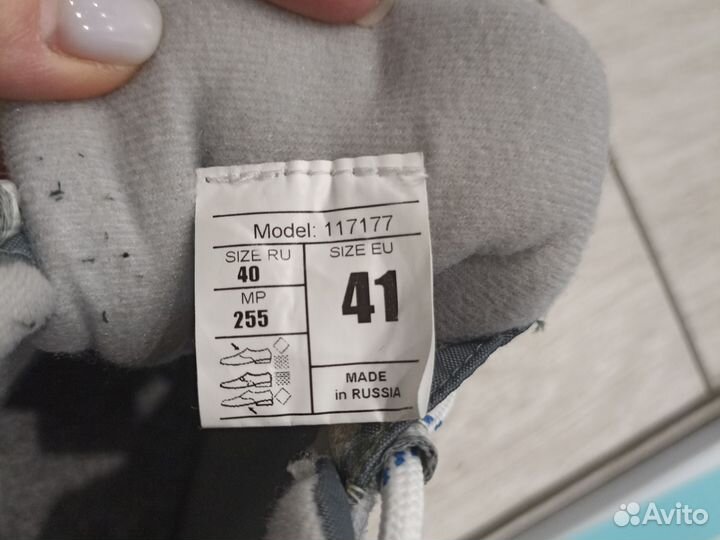 Model: 117177
SIZE RU
40
MP
255
SIZE EU
41
MADE
in RUSSIA
Avito